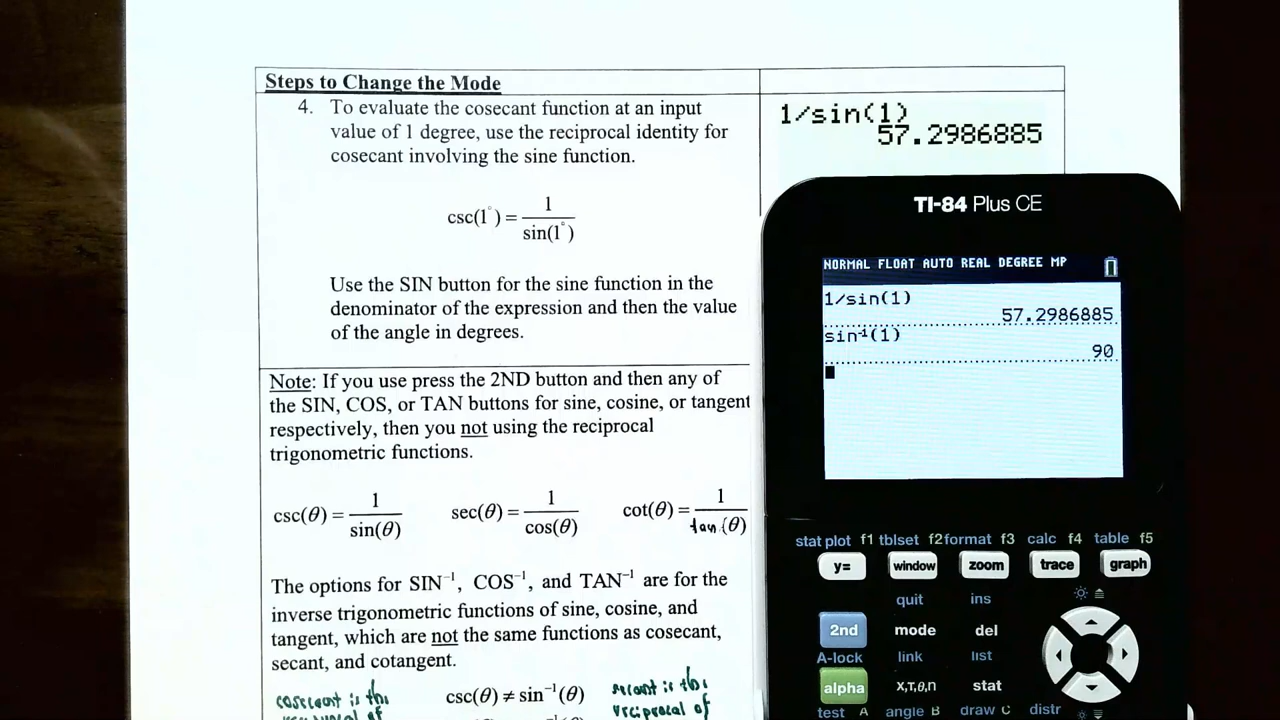 Steps to Change the Mode
4. To evaluate the cosecant function at an input
value of 1 degree, use the reciprocal identity for
cosecant involving the sine function.
csc(1°) = 1/sin(1°)
Use the SIN button for the sine function in the
denominator of the expression and then the value
of the angle in degrees.
1/sin(1)
57.2986885
Note: If you use press the 2ND button and then any of
the SIN, COS, or TAN buttons for sine, cosine, or tangent
respectively, then you not using the reciprocal
trigonometric functions.
csc(θ) = 1/sin(θ) sec(θ) = 1/cos(θ) cot(θ) = 1/tan(θ)
The options for SIN⁻¹, COS⁻¹, and TAN⁻¹ are for the
inverse trigonometric functions of sine, cosine, and
tangent, which are not the same functions as cosecant,
secant, and cotangent.
csc(θ) ≠ sin⁻¹(θ)
cosecant is the
reciprocal of
secant is the
reciprocal of
TI-84 Plus CE
NORMAL FLOAT AUTO REAL DEGREE MP
1/sin(1)
57.2986885
sin⁻¹(1)
90
stat plot f1 tblset f2 format f3 calc f4 table f5
y= window zoom trace graph
quit ins
2nd mode del
A-lock link list
alpha X,T,θ,n stat
test A angle B draw C distr